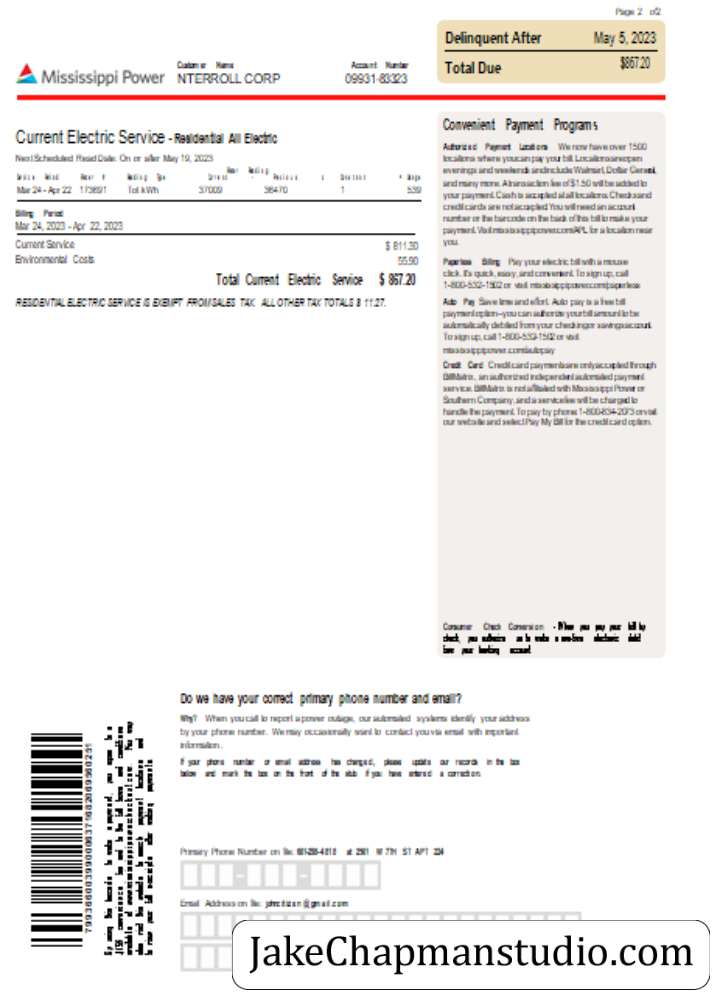 Page 2 of2
Delinquent After May 5, 2023
Total Due $867.20
Mississippi Power
Customer Name
NTERROLL CORP
Account Number
09931-83323
Current Electric Service - Residential All Electric
Next Scheduled Read Date: On or after May 19, 2023
Mar 24 - Apr 22 173691 Tot kWh 37009 36470 1 539
Billing Period
Mar 24, 2023 - Apr 22, 2023
Current Service $ 811.30
Environmental Costs 55.90
Total Current Electric Service $ 867.20
RESIDENTIAL ELECTRIC SERVICE IS EXEMPT FROM SALES TAX. ALL OTHER TAX TOTALS $ 11.27.
Convenient Payment Programs
Authorized Payment Locations We now have over 1500
locations where you can pay your bill. Locations are open
evenings and weekends and include Walmart, Dollar General,
and many more. A transaction fee of $1.50 will be added to
your payment. Cash is accepted at all locations. Checks and
credit cards are not accepted. You will need an account
number or the barcode on the back of this bill to make your
payment. Visit mississippipower.com/APL for a location near
you.
Paperless Billing Pay your electric bill with a mouse
click. It's quick, easy, and convenient. To sign up, call
1-800-532-1502 or visit mississippipower.com/paperless
Auto Pay Save time and effort. Auto pay is a free bill
payment option--you can authorize your bill amount to be
automatically debited from your checking or savings account.
To sign up, call 1-800-532-1502 or visit
mississippipower.com/autopay
Credit Card Credit card payments are only accepted through
BillMatrix, an authorized independent automated payment
service. BillMatrix is not affiliated with Mississippi Power or
Southern Company, and a service fee will be charged to
handle the payment. To pay by phone: 1-800-834-2073 or visit
our website and select Pay My Bill for the credit card option.
Consumer Check Conversion - When you pay your bill by
check, you authorize us to make a one-time electronic debit
from your banking account
Do we have your correct primary phone number and email?
Why? When you call to report a power outage, our automated systems identify your address
by your phone number. We may occasionally want to contact you via email with important
information.
If your phone number or email address has changed, please update our records in the box
below and mark the box on the front of the stub if you have entered a correction.
Primary Phone Number on file: 601-298-4818 at 2501 W 7TH ST APT 224
Email Address on file: johncitizen@gmail.com
JakeChapmanstudio.com